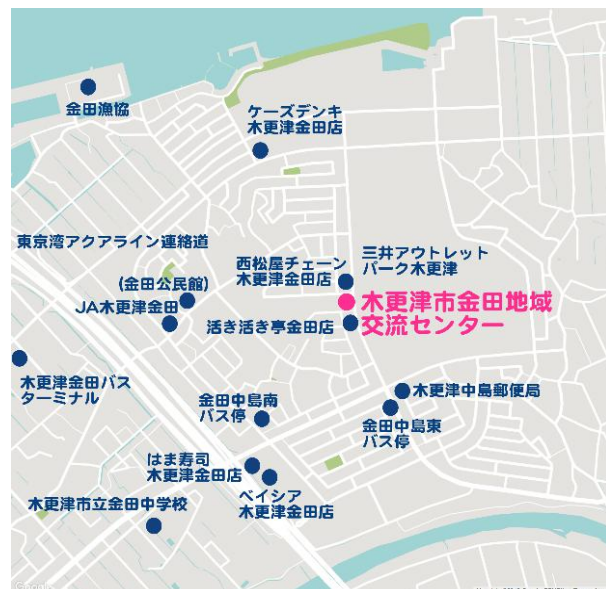 金田漁協
ケーズデンキ
木更津金田店
東京湾アクアライン連絡道
西松屋チェーン
木更津金田店
三井アウトレット
パーク木更津
(金田公民館)
JA木更津金田
木更津市金田地域
交流センター
活き活き亭金田店
木更津金田バス
ターミナル
金田中島南
バス停
木更津中島郵便局
金田中島東
バス停
はま寿司
木更津金田店
ベイシア
木更津金田店
木更津市立金田中学校